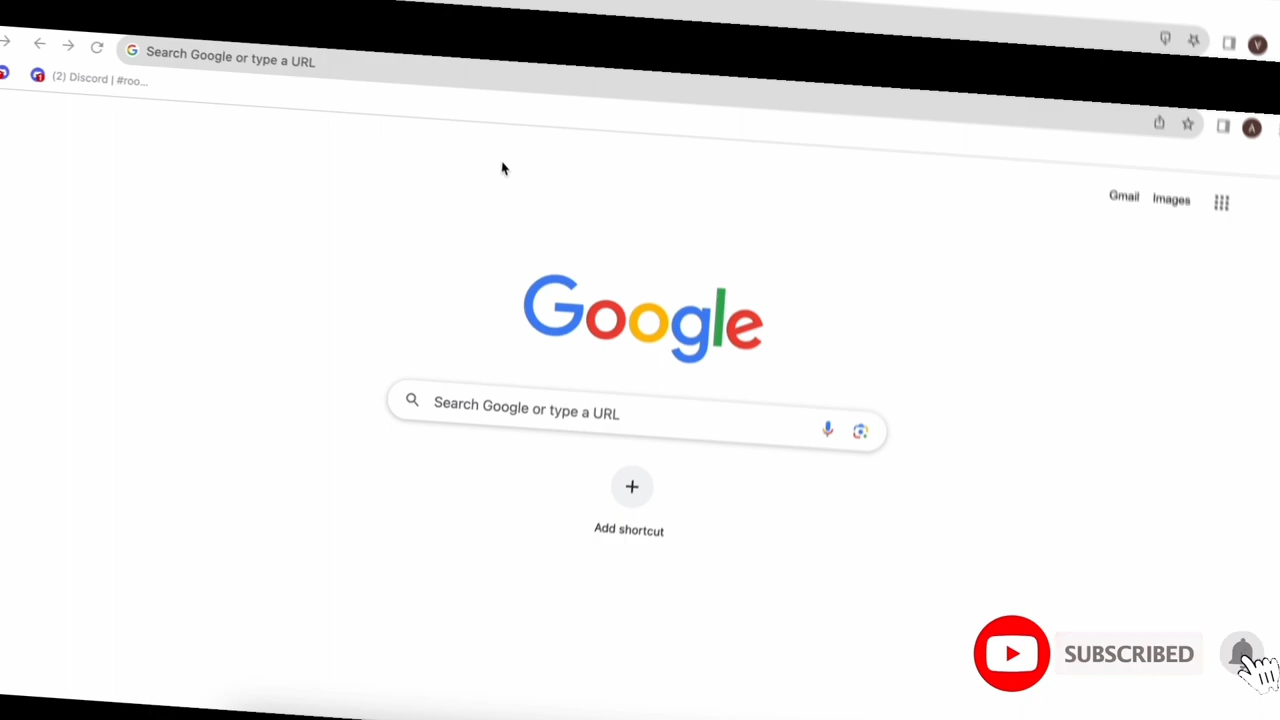 Search Google or type a URL
(2) Discord | #roo...
V
A
Gmail Images
Google
Search Google or type a URL
Add shortcut
SUBSCRIBED